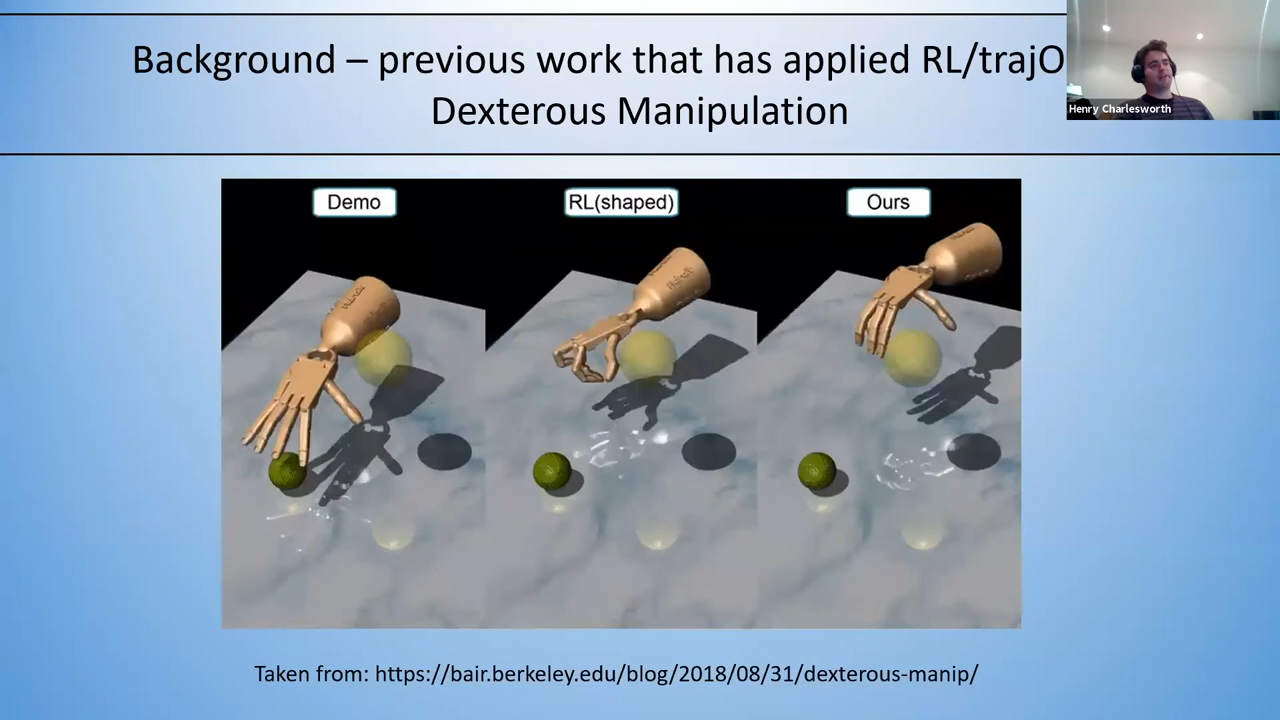 Background – previous work that has applied RL/trajO
Dexterous Manipulation
Henry Charlesworth
Demo
RL(shaped)
Ours
Taken from: https://bair.berkeley.edu/blog/2018/08/31/dexterous-manip/